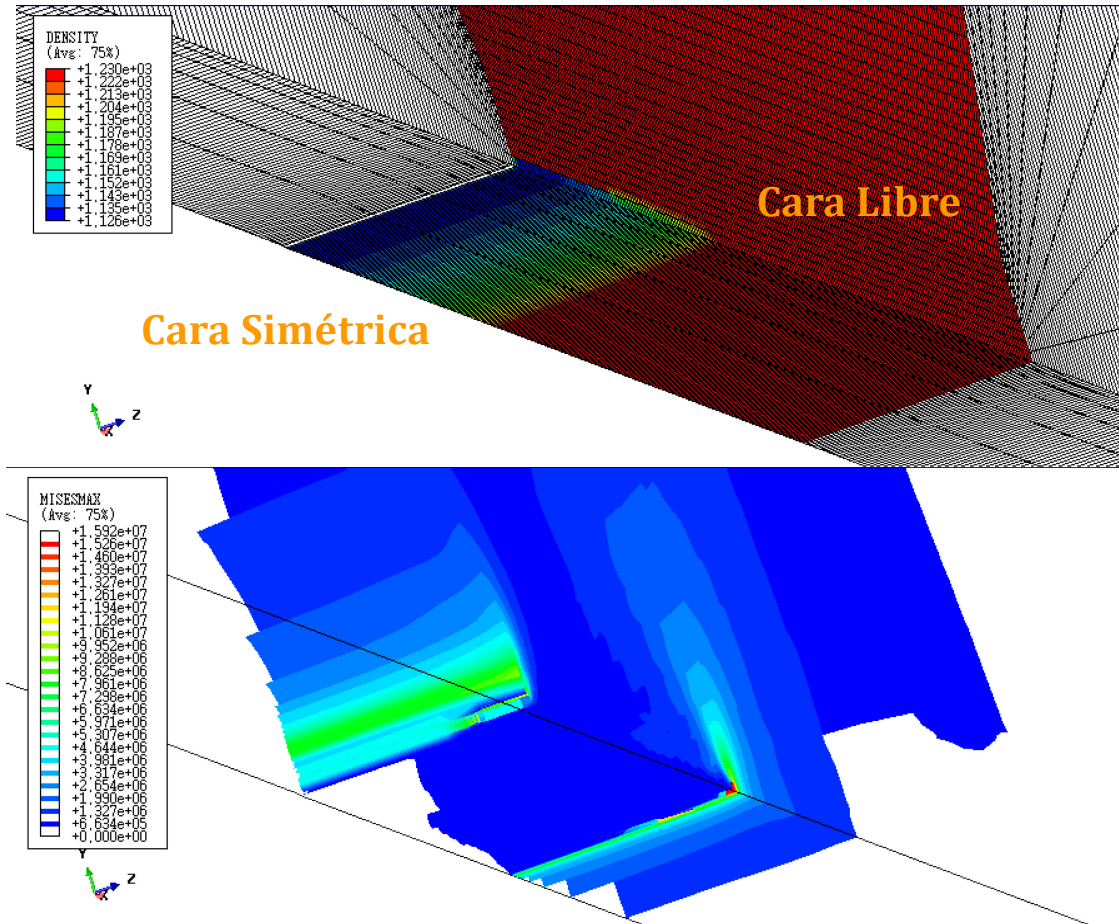 DENSITY
(Avg: 75%)
+1.230e+03
+1.222e+03
+1.213e+03
+1.204e+03
+1.195e+03
+1.187e+03
+1.178e+03
+1.169e+03
+1.161e+03
+1.152e+03
+1.143e+03
+1.135e+03
+1.126e+03
Cara Libre
Cara Simétrica
Y
Z
X
MISESMAX
(Avg: 75%)
+1.592e+07
+1.526e+07
+1.460e+07
+1.393e+07
+1.327e+07
+1.261e+07
+1.194e+07
+1.128e+07
+1.061e+07
+9.952e+06
+9.288e+06
+8.625e+06
+7.961e+06
+7.298e+06
+6.634e+06
+5.971e+06
+5.307e+06
+4.644e+06
+3.981e+06
+3.317e+06
+2.654e+06
+1.990e+06
+1.327e+06
+6.634e+05
+0.000e+00
Y
Z
X